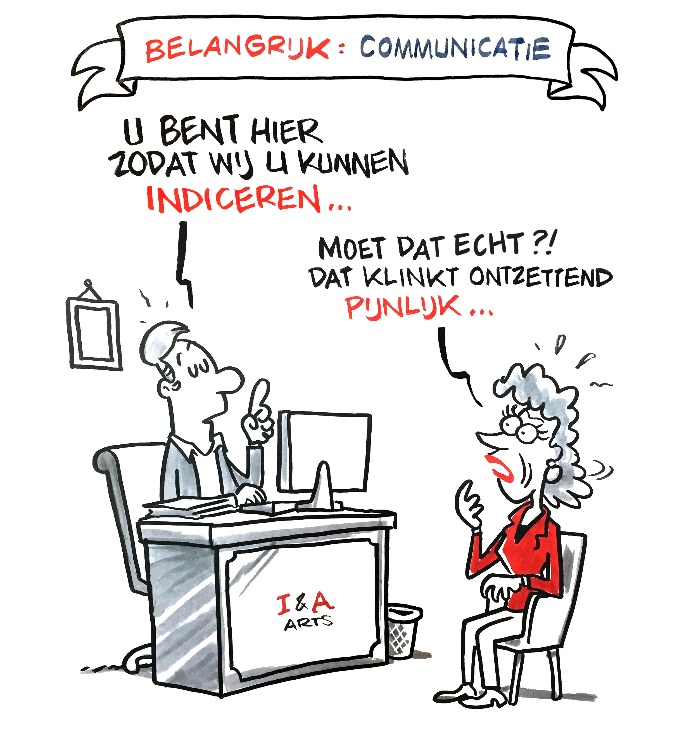 BELANGRIJK: COMMUNICATIE
U BENT HIER
ZODAT WIJ U KUNNEN
INDICEREN...
MOET DAT ECHT?!
DAT KLINKT ONTZETTEND
PIJNLIJK...
I & A
ARTS